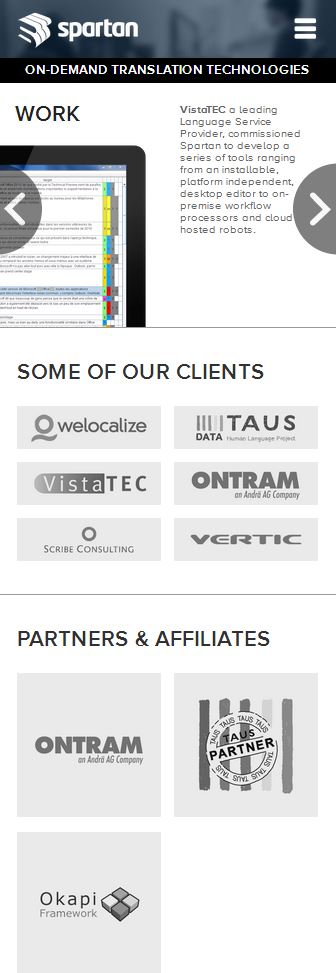 spartan
ON-DEMAND TRANSLATION TECHNOLOGIES
WORK
VistaTEC a leading
Language Service
Provider, commissioned
Spartan to develop a
series of tools ranging
from an installable,
platform independent,
desktop editor to on-
premise workflow
processors and cloud
hosted robots.
SOME OF OUR CLIENTS
welocalize
TAUS
DATA Human Language Project
VistaTEC
ONTRAM
an Andrä AG Company
SCRIBE CONSULTING
VERTIC
PARTNERS & AFFILIATES
ONTRAM
an Andrä AG Company
TAUS TAUS TAUS
TAUS
PARTNER
TAUS TAUS TAUS
Okapi
Framework